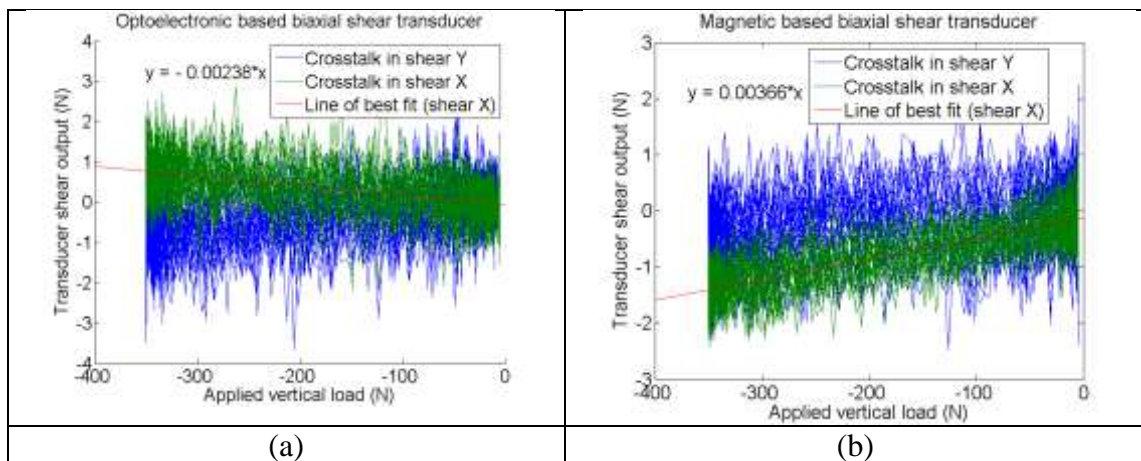 Optoelectronic based biaxial shear transducer
4
3
2
1
0
-1
-2
-3
-4
Transducer shear output (N)
y = - 0.00238*x
Crosstalk in shear Y
Crosstalk in shear X
Line of best fit (shear X)
-400
-300
-200
-100
0
Applied vertical load (N)
(a)
Magnetic based biaxial shear transducer
3
2
1
0
-1
-2
-3
Transducer shear output (N)
y = 0.00366*x
Crosstalk in shear Y
Crosstalk in shear X
Line of best fit (shear X)
-400
-300
-200
-100
0
Applied vertical load (N)
(b)